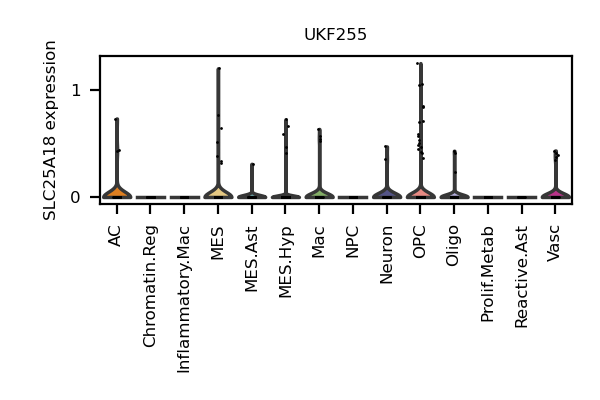 UKF255
SLC25A18 expression
1
0
AC
Chromatin.Reg
Inflammatory.Mac
MES
MES.Ast
MES.Hyp
Mac
NPC
Neuron
OPC
Oligo
Prolif.Metab
Reactive.Ast
Vasc